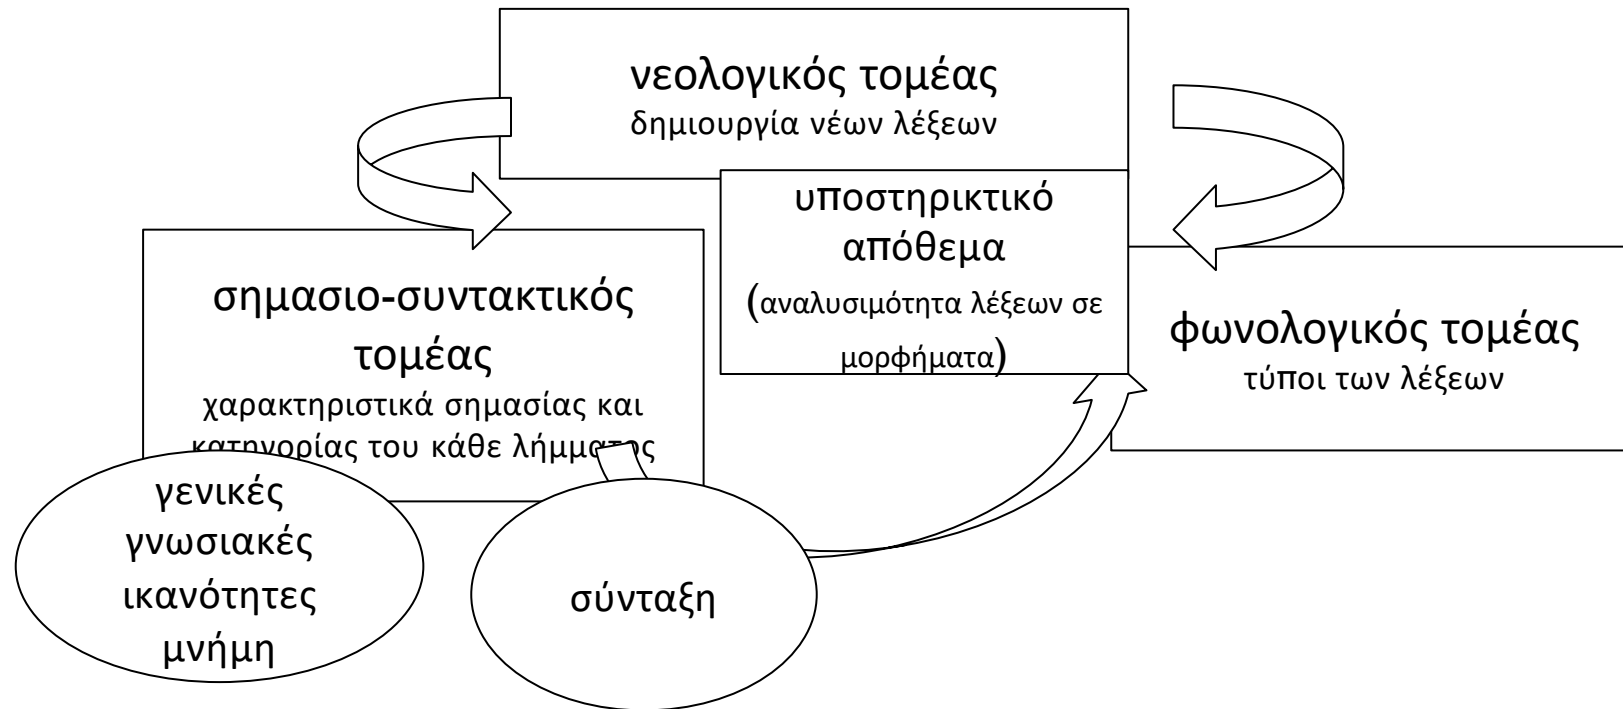 νεολογικός τομέας
δημιουργία νέων λέξεων
υποστηρικτικό
απόθεμα
(αναλυσιμότητα λέξεων σε
μορφήματα)
σημασιο-συντακτικός
τομέας
χαρακτηριστικά σημασίας και
κατηγορίας του κάθε λήμματος
φωνολογικός τομέας
τύποι των λέξεων
γενικές
γνωσιακές
ικανότητες
μνήμη
σύνταξη